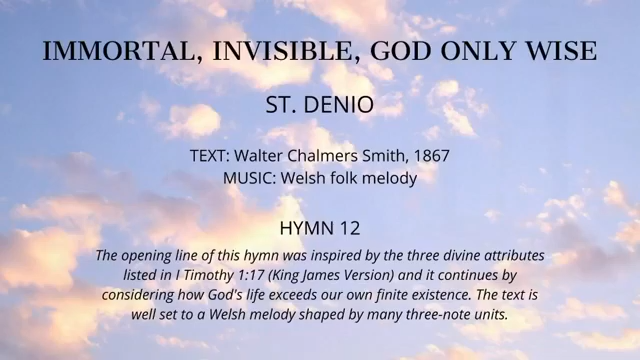 IMMORTAL, INVISIBLE, GOD ONLY WISE
ST. DENIO
TEXT: Walter Chalmers Smith, 1867
MUSIC: Welsh folk melody
HYMN 12
The opening line of this hymn was inspired by the three divine attributes
listed in I Timothy 1:17 (King James Version) and it continues by
considering how God's life exceeds our own finite existence. The text is
well set to a Welsh melody shaped by many three-note units.